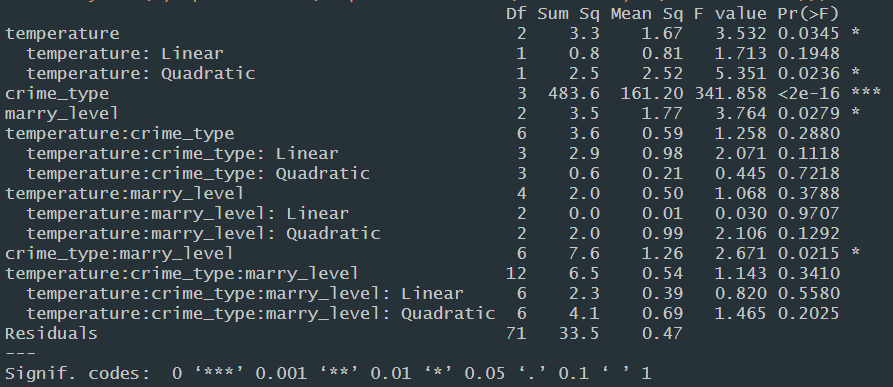 Df Sum Sq Mean Sq F value Pr(>F)
temperature                                  2    3.3    1.67   3.532 0.0345 *
  temperature: Linear                        1    0.8    0.81   1.713 0.1948
  temperature: Quadratic                     1    2.5    2.52   5.351 0.0236 *
crime_type                                   3  483.6  161.20 341.858 <2e-16 ***
marry_level                                  2    3.5    1.77   3.764 0.0279 *
temperature:crime_type                       6    3.6    0.59   1.258 0.2880
  temperature:crime_type: Linear             3    2.9    0.98   2.071 0.1118
  temperature:crime_type: Quadratic          3    0.6    0.21   0.445 0.7218
temperature:marry_level                      4    2.0    0.50   1.068 0.3788
  temperature:marry_level: Linear            2    0.0    0.01   0.030 0.9707
  temperature:marry_level: Quadratic         2    2.0    0.99   2.106 0.1292
crime_type:marry_level                       6    7.6    1.26   2.671 0.0215 *
temperature:crime_type:marry_level          12    6.5    0.54   1.143 0.3410
  temperature:crime_type:marry_level: Linear     6    2.3    0.39   0.820 0.5580
  temperature:crime_type:marry_level: Quadratic  6    4.1    0.69   1.465 0.2025
Residuals                                   71   33.5    0.47
---
Signif. codes:  0 ‘***’ 0.001 ‘**’ 0.01 ‘*’ 0.05 ‘.’ 0.1 ‘ ’ 1